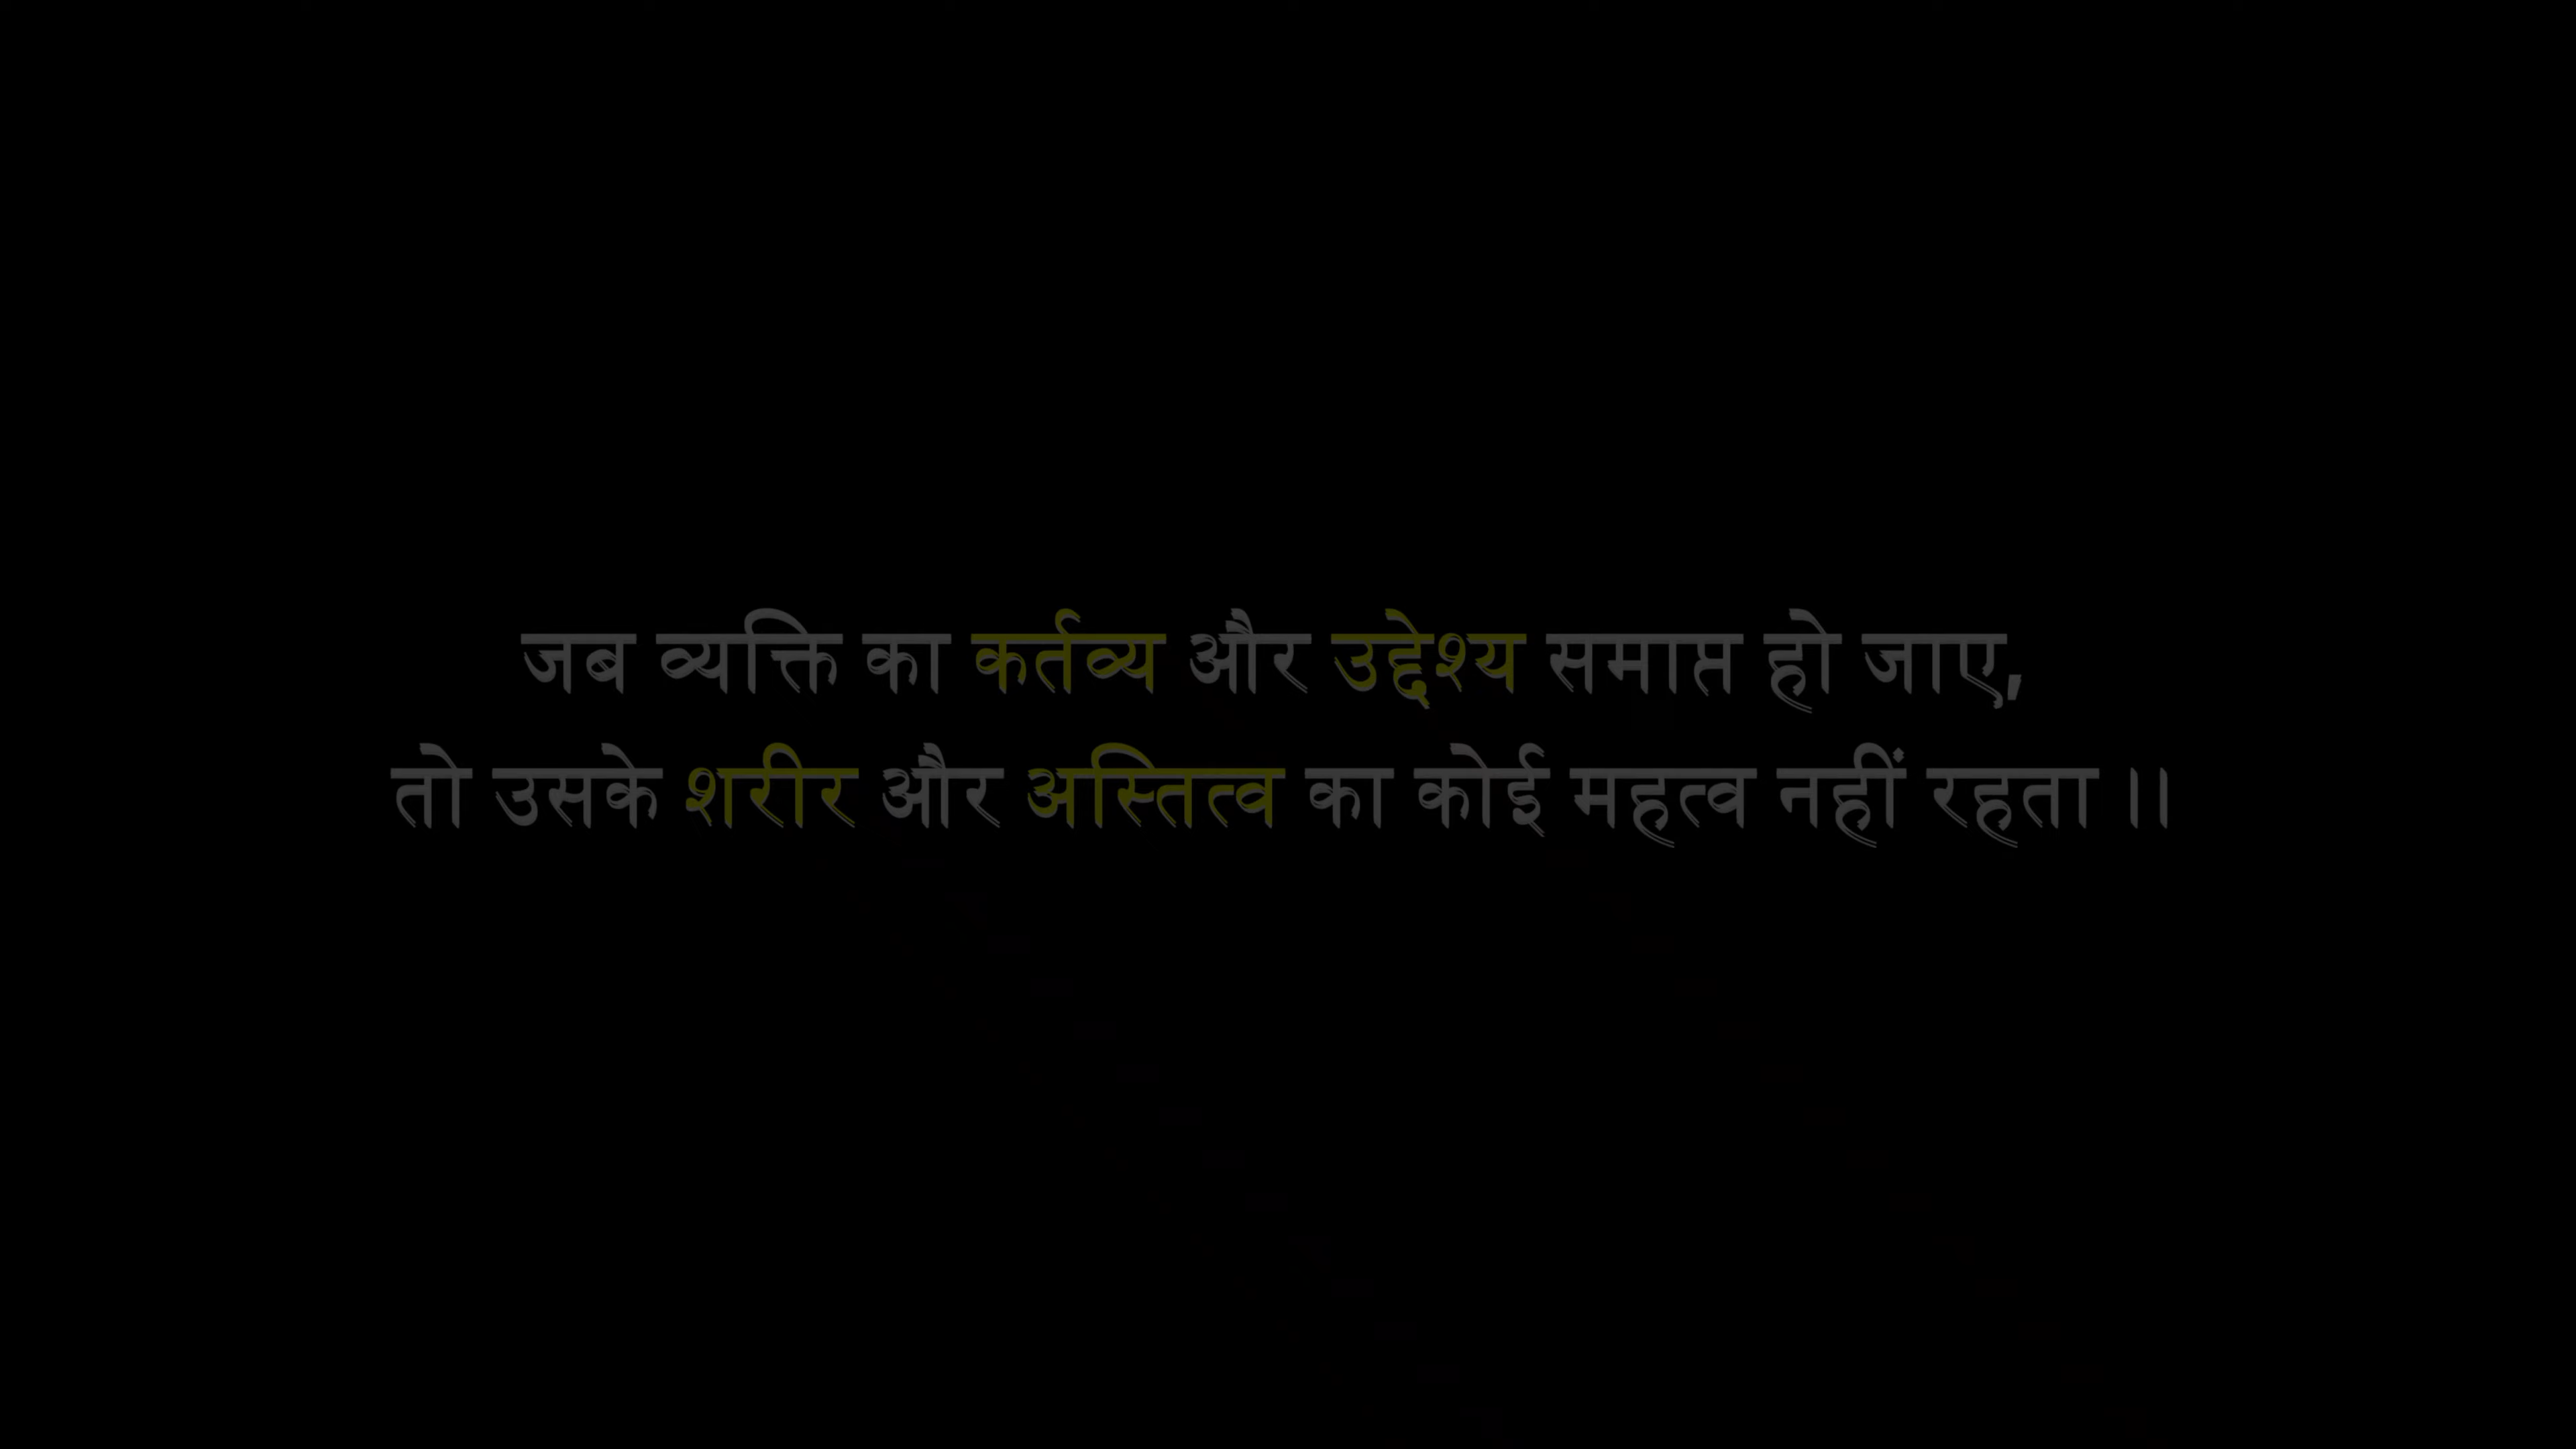 जब व्यक्ति का कर्तव्य और उद्देश्य समाप्त हो जाए,
तो उसके शरीर और अस्तित्व का कोई महत्व नहीं रहता ।।